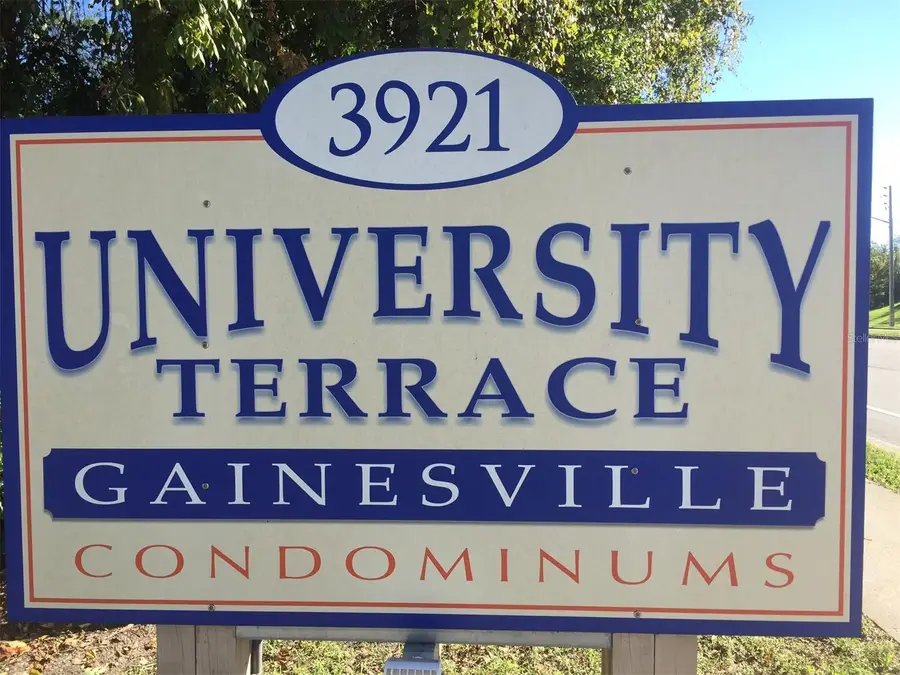 3921
UNIVERSITY
TERRACE
GAINESVILLE
CONDOMINUMS